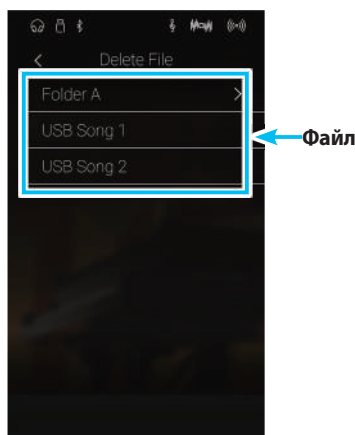 Delete File
Folder A
USB Song 1
Файл
USB Song 2